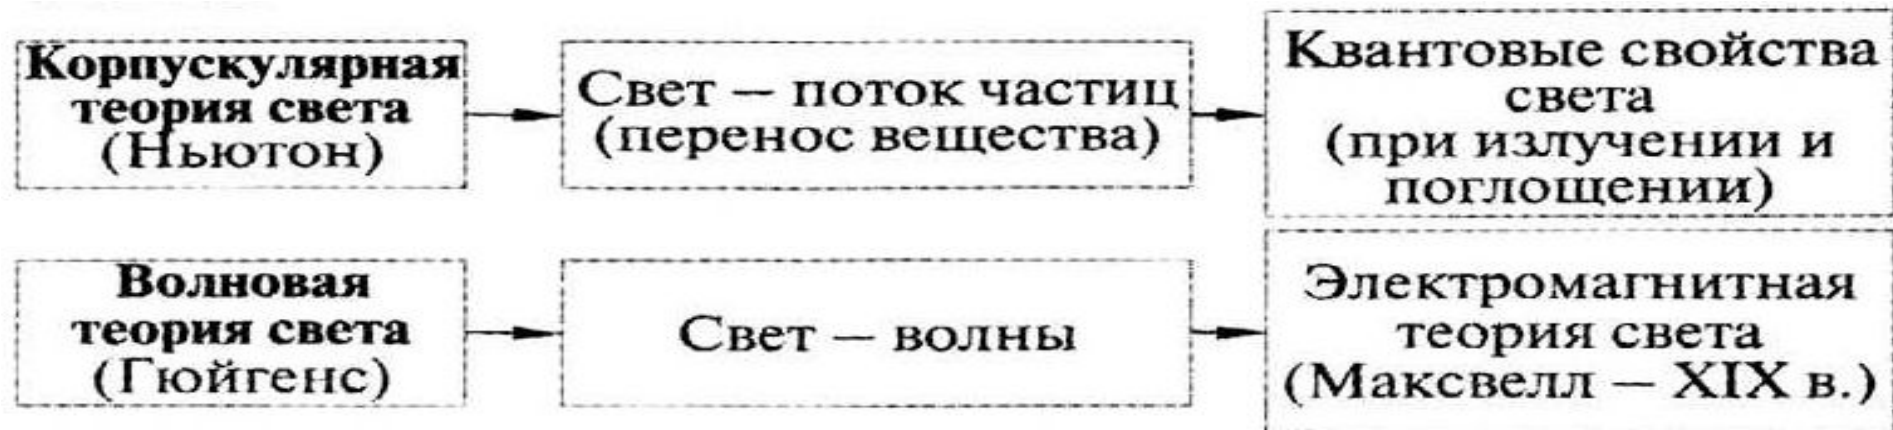 Корпускулярная
теория света
(Ньютон)
Свет — поток частиц
(перенос вещества)
Квантовые свойства
света
(при излучении и
поглощении)
Волновая
теория света
(Гюйгенс)
Свет — волны
Электромагнитная
теория света
(Максвелл — XIX в.)